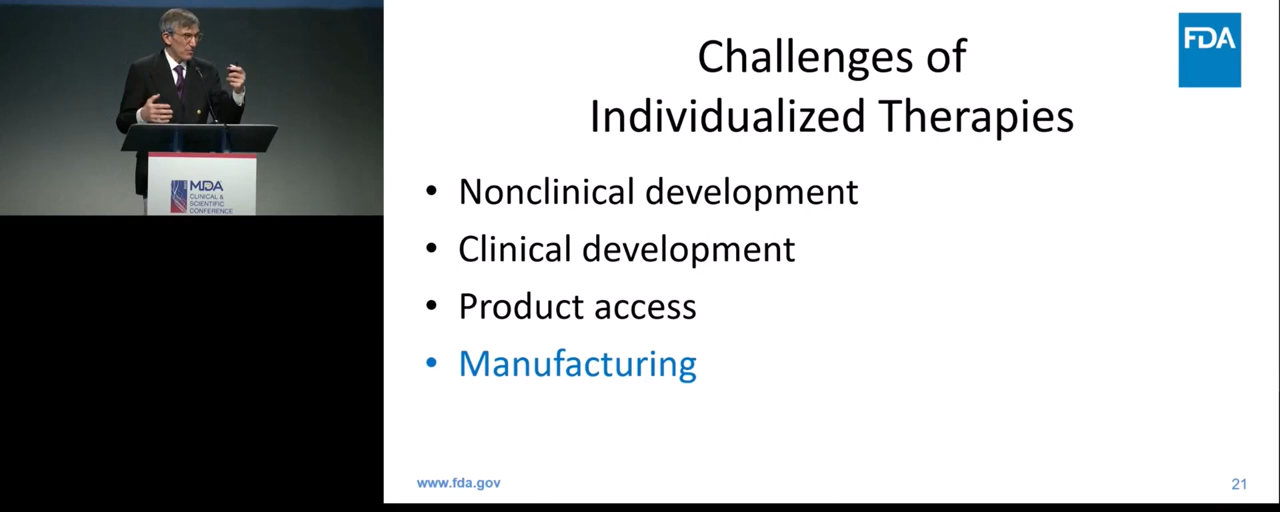 MDA
CLINICAL &
SCIENTIFIC
CONFERENCE
Challenges of
Individualized Therapies
FDA
• Nonclinical development
• Clinical development
• Product access
• Manufacturing
www.fda.gov
21